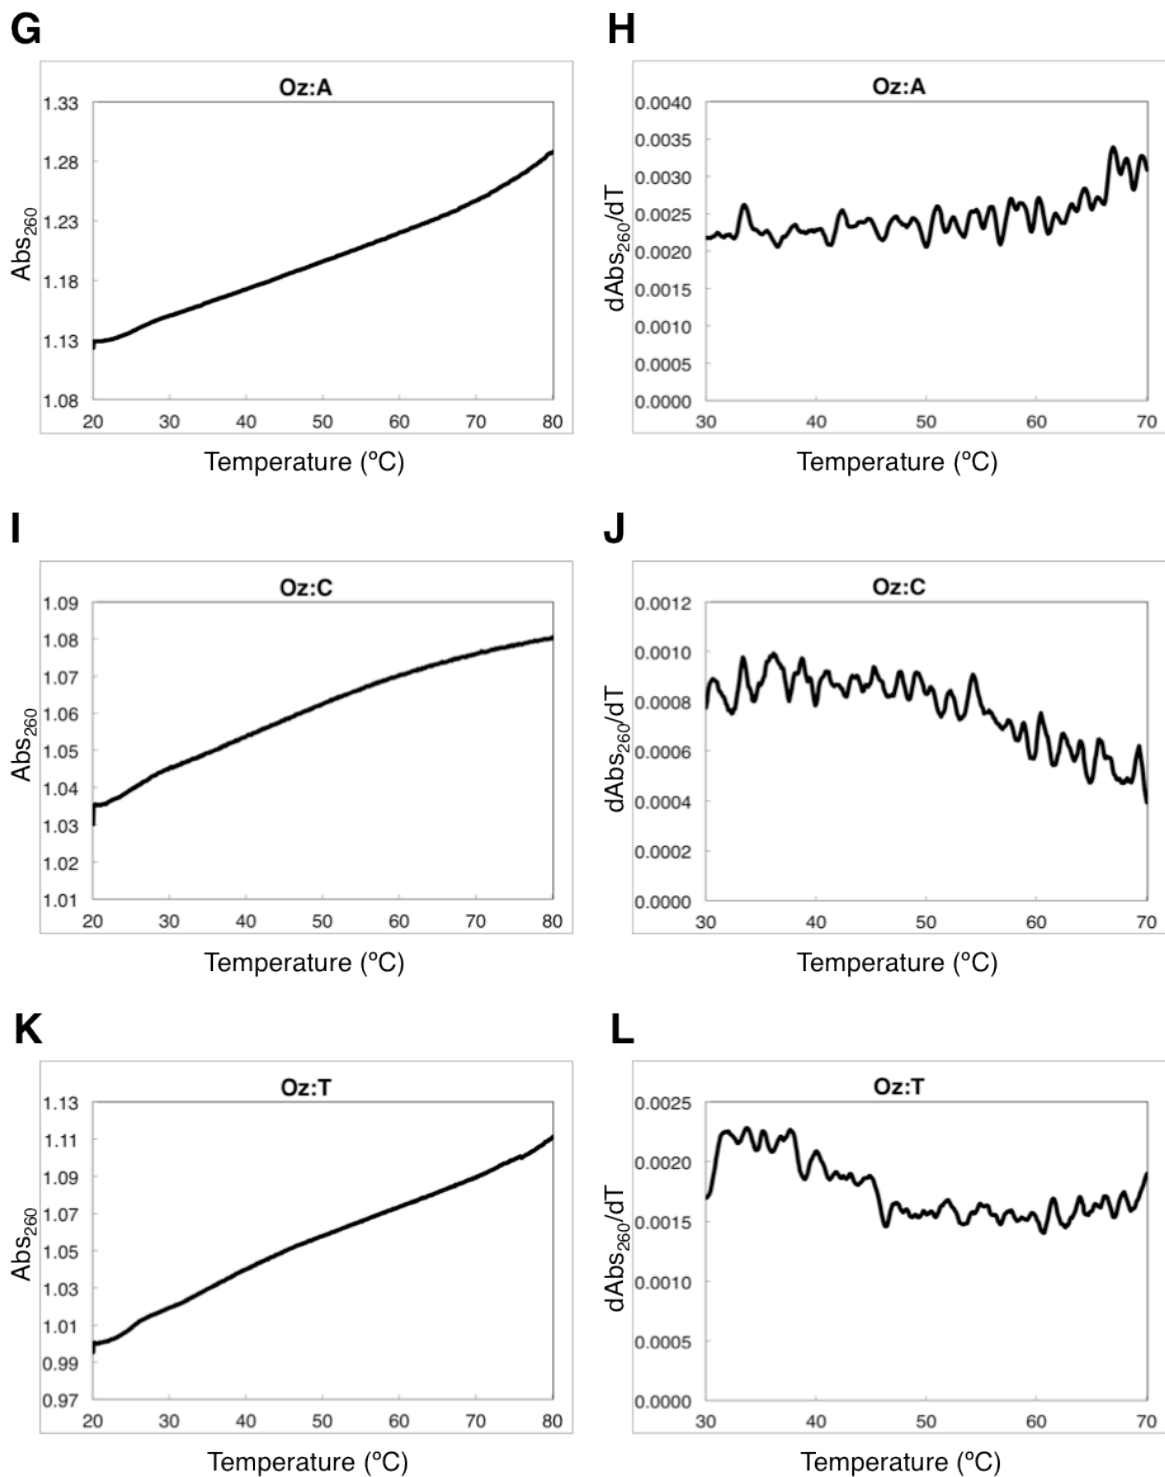 G
Oz:A
1.33
1.28
1.23
1.18
1.13
1.08
Abs260
20 30 40 50 60 70 80
Temperature (ºC)
H
Oz:A
0.0040
0.0035
0.0030
0.0025
0.0020
0.0015
0.0010
0.0005
0.0000
dAbs260/dT
30 40 50 60 70
Temperature (ºC)
I
Oz:C
1.09
1.08
1.07
1.06
1.05
1.04
1.03
1.02
1.01
Abs260
20 30 40 50 60 70 80
Temperature (ºC)
J
Oz:C
0.0012
0.0010
0.0008
0.0006
0.0004
0.0002
0.0000
dAbs260/dT
30 40 50 60 70
Temperature (ºC)
K
Oz:T
1.13
1.11
1.09
1.07
1.05
1.03
1.01
0.99
0.97
Abs260
20 30 40 50 60 70 80
Temperature (ºC)
L
Oz:T
0.0025
0.0020
0.0015
0.0010
0.0005
0.0000
dAbs260/dT
30 40 50 60 70
Temperature (ºC)